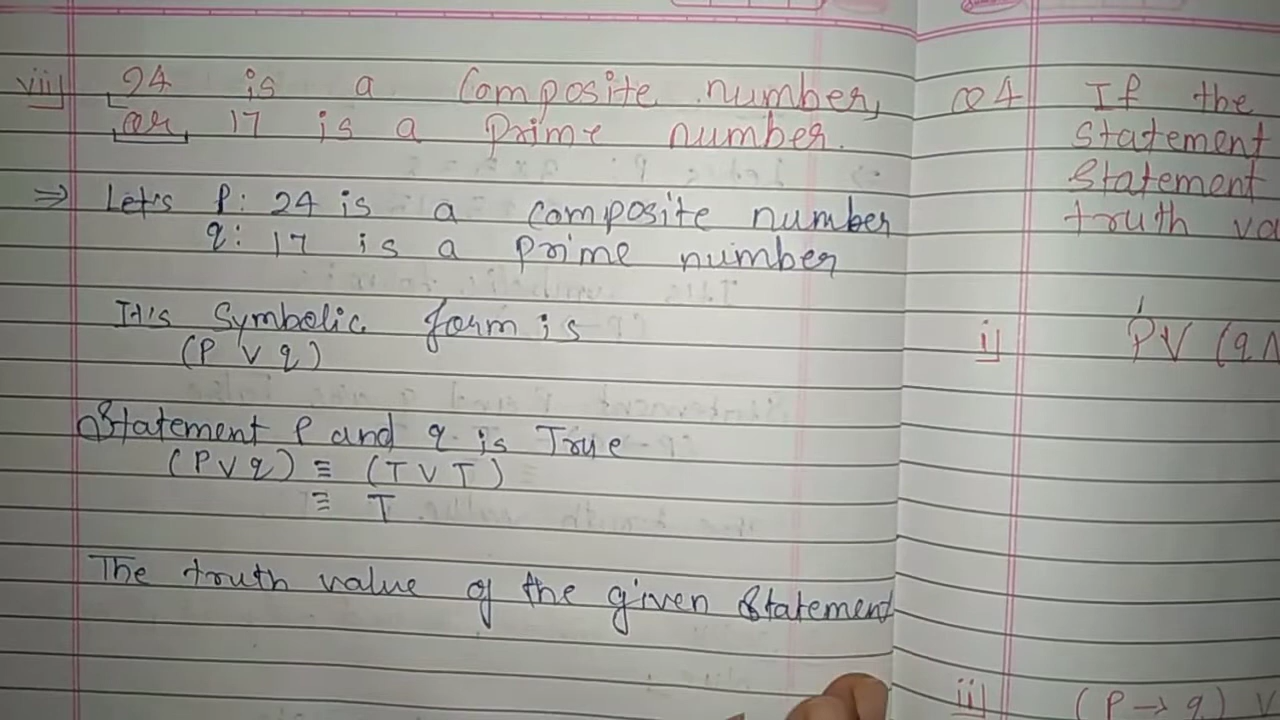 vii) 24 is a Composite number,
or 17 is a prime number.
⇒ Let's P: 24 is a composite number
q: 17 is a prime number
It's Symbolic form is
(P ∨ q)
Statement P and q is True
(P ∨ q) ≡ (T ∨ T)
≡ T
The truth value of the given Statement
Q4 If the
Statement
Statement
truth va
i) P ∨ (q ∧
ii) (P → q) ∨